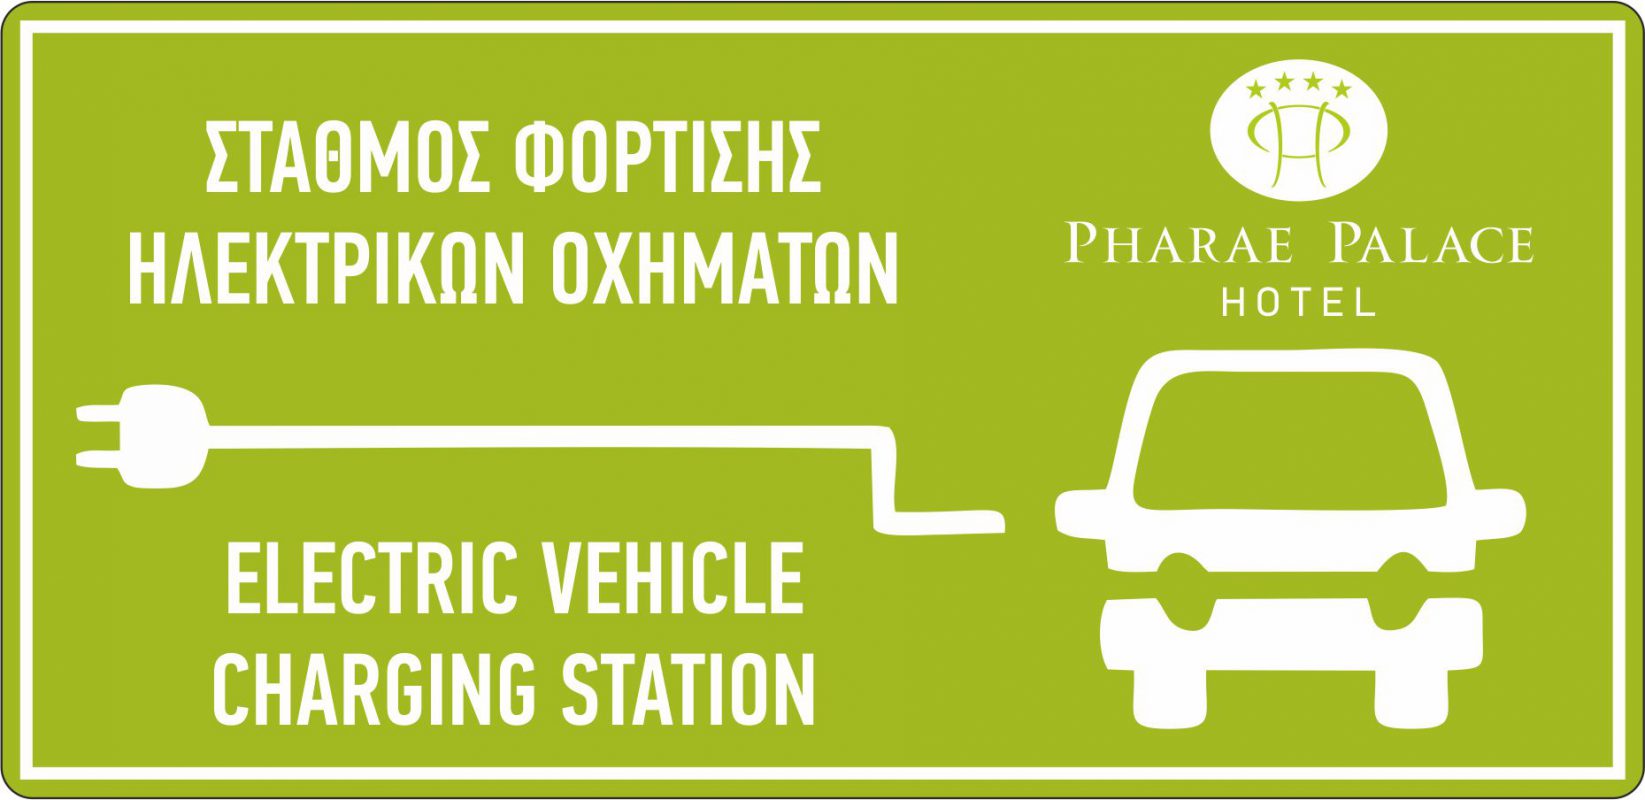 ΣΤΑΘΜΟΣ ΦΟΡΤΙΣΗΣ
ΗΛΕΚΤΡΙΚΩΝ ΟΧΗΜΑΤΩΝ
ELECTRIC VEHICLE
CHARGING STATION
PHARAE PALACE
HOTEL